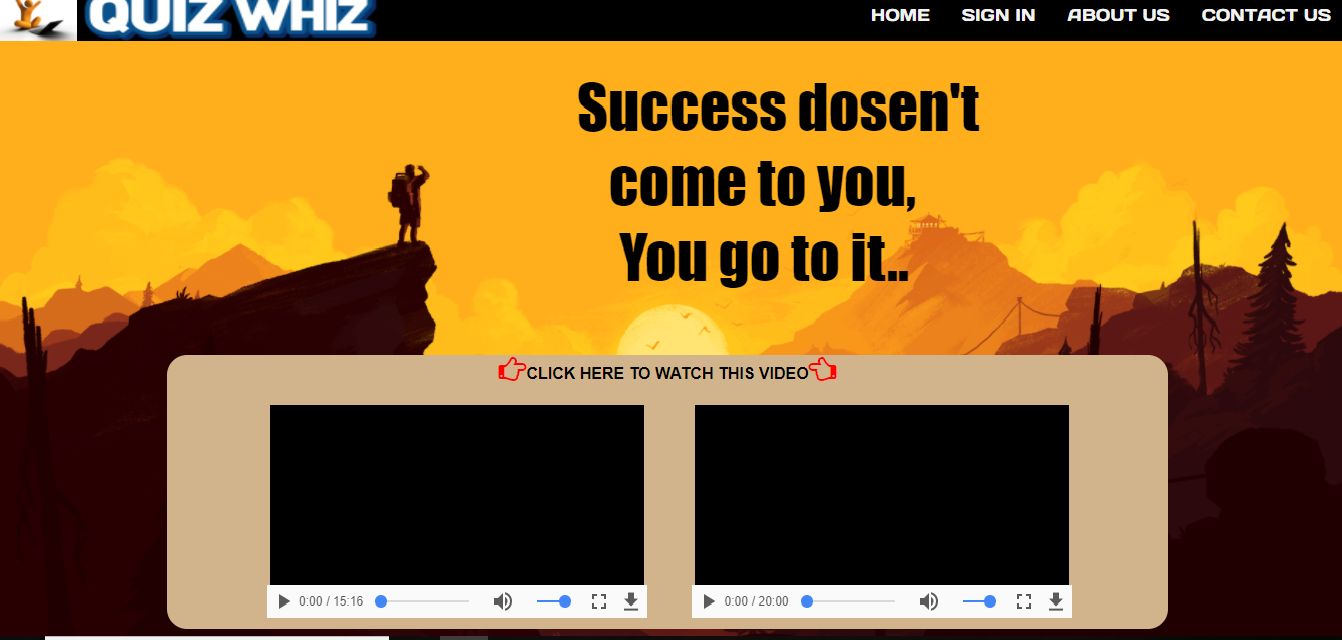 QUIZ WHIZ
HOME SIGN IN ABOUT US CONTACT US
Success dosen't
come to you,
You go to it..
CLICK HERE TO WATCH THIS VIDEO
0:00 / 15:16
0:00 / 20:00